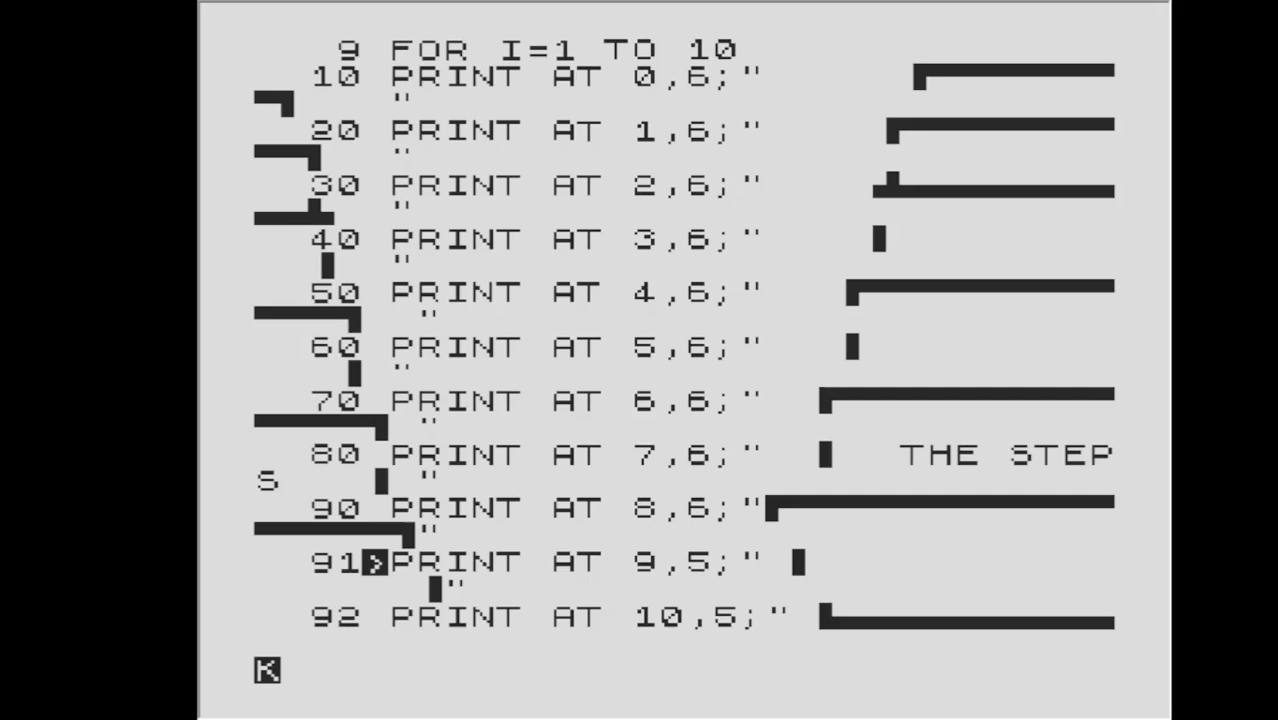 9 FOR I=1 TO 10
10 PRINT AT 0,6;"
"
20 PRINT AT 1,6;"
"
30 PRINT AT 2,6;"
"
40 PRINT AT 3,6;"
"
50 PRINT AT 4,6;"
"
60 PRINT AT 5,6;"
"
70 PRINT AT 6,6;"
"
80 PRINT AT 7,6;" THE STEP
S "
90 PRINT AT 8,6;"
"
91>PRINT AT 9,5;"
"
92 PRINT AT 10,5;"
K